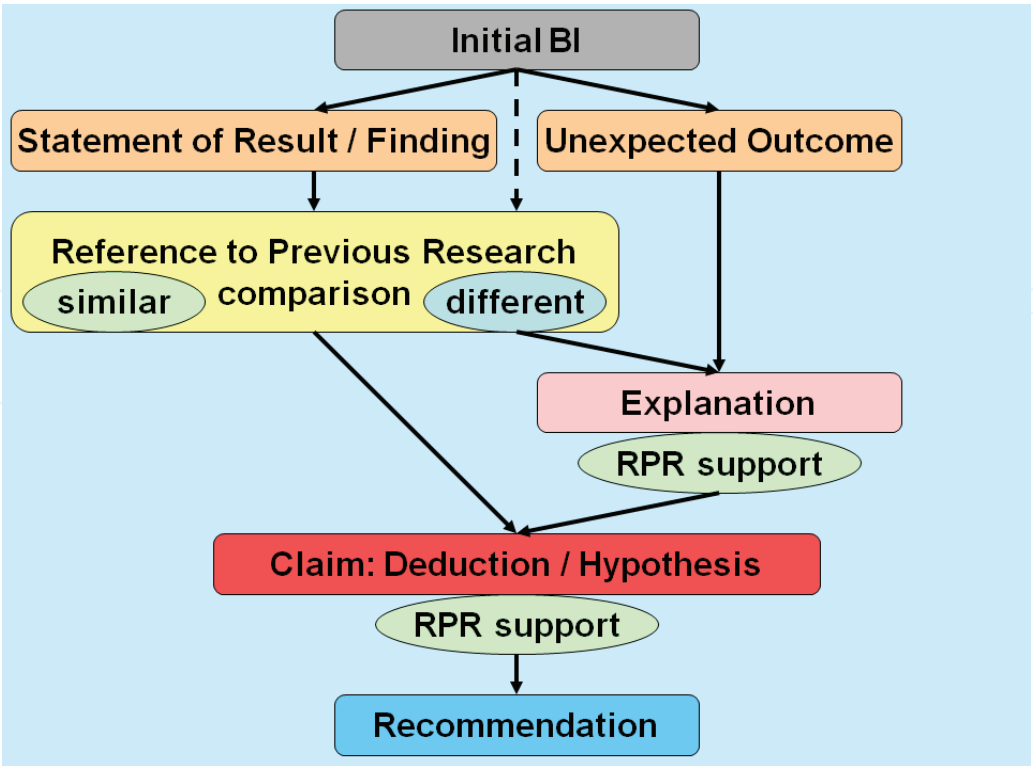 Initial BI
Statement of Result / Finding
Unexpected Outcome
Reference to Previous Research
comparison
similar
different
Explanation
RPR support
Claim: Deduction / Hypothesis
RPR support
Recommendation